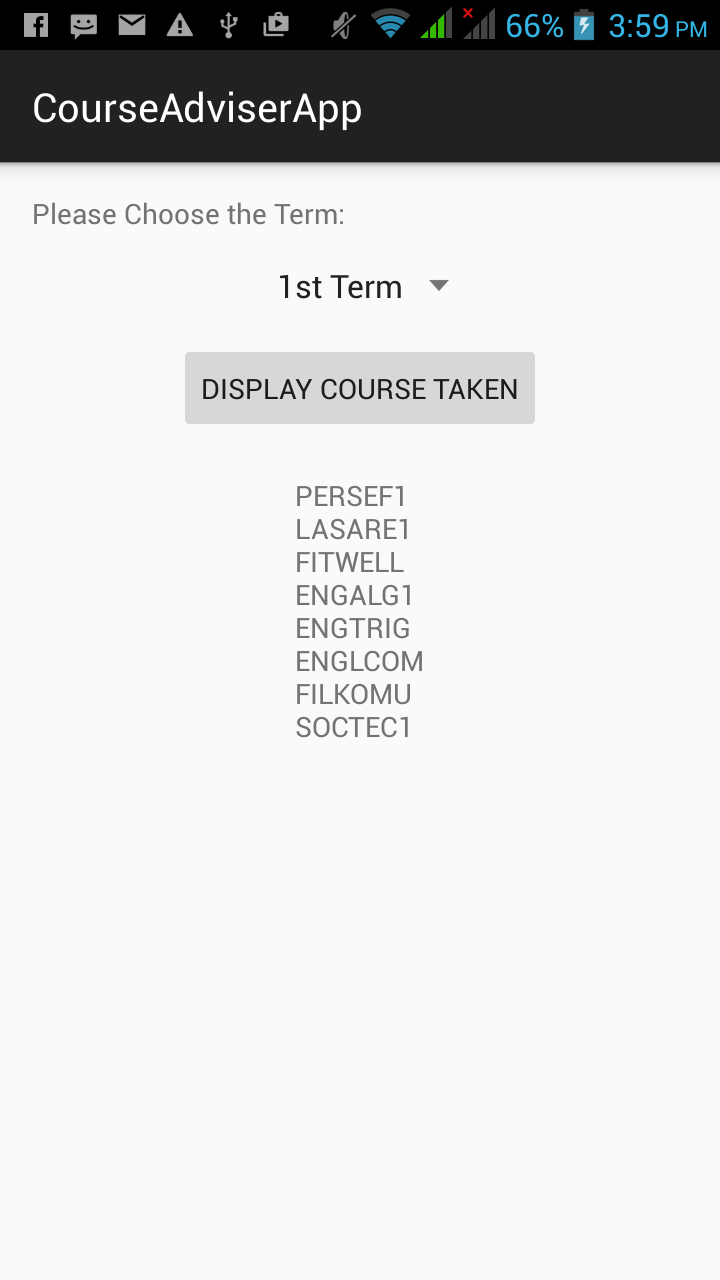 66% 3:59 PM
CourseAdviserApp
Please Choose the Term:
1st Term
DISPLAY COURSE TAKEN
PERSEF1
LASARE1
FITWELL
ENGALG1
ENGTRIG
ENGLCOM
FILKOMU
SOCTEC1